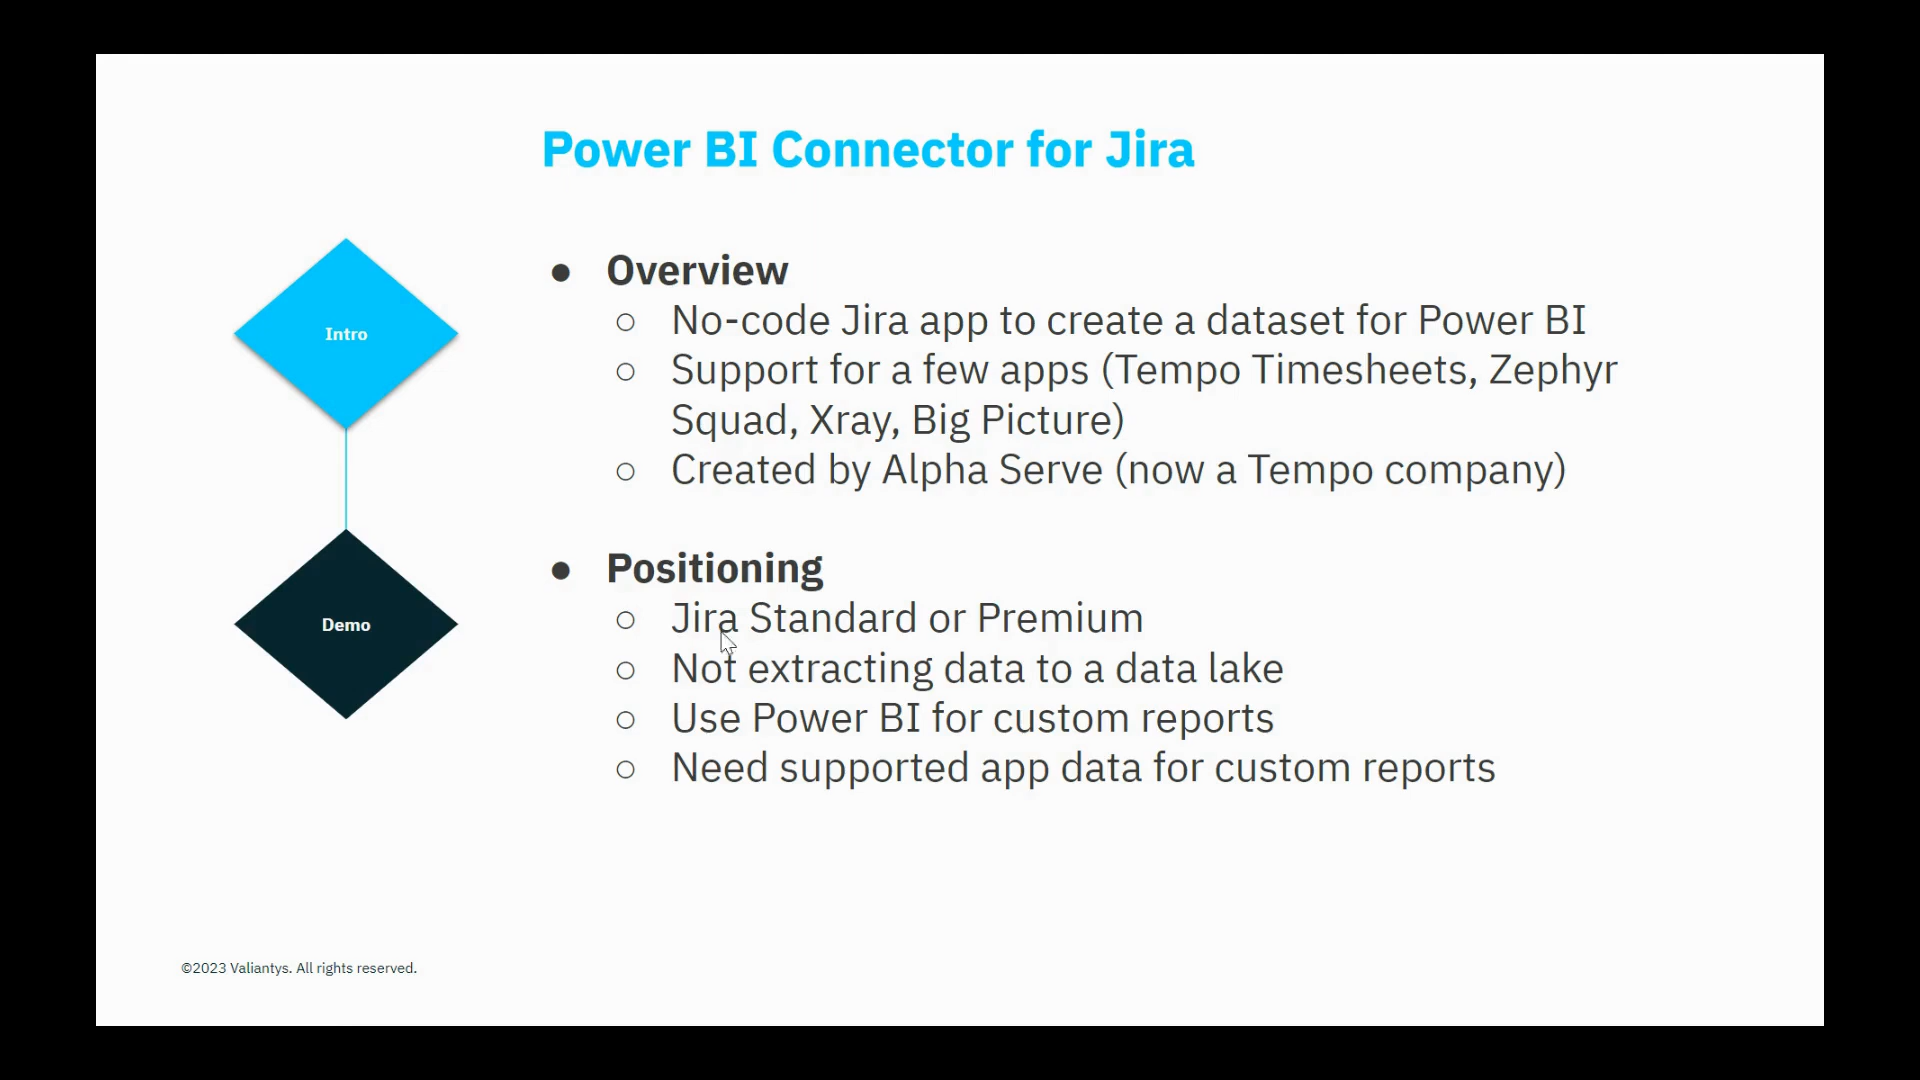 Power BI Connector for Jira
Intro
Demo
● Overview
○ No-code Jira app to create a dataset for Power BI
○ Support for a few apps (Tempo Timesheets, Zephyr
Squad, Xray, Big Picture)
○ Created by Alpha Serve (now a Tempo company)
● Positioning
○ Jira Standard or Premium
○ Not extracting data to a data lake
○ Use Power BI for custom reports
○ Need supported app data for custom reports
©2023 Valiantys. All rights reserved.